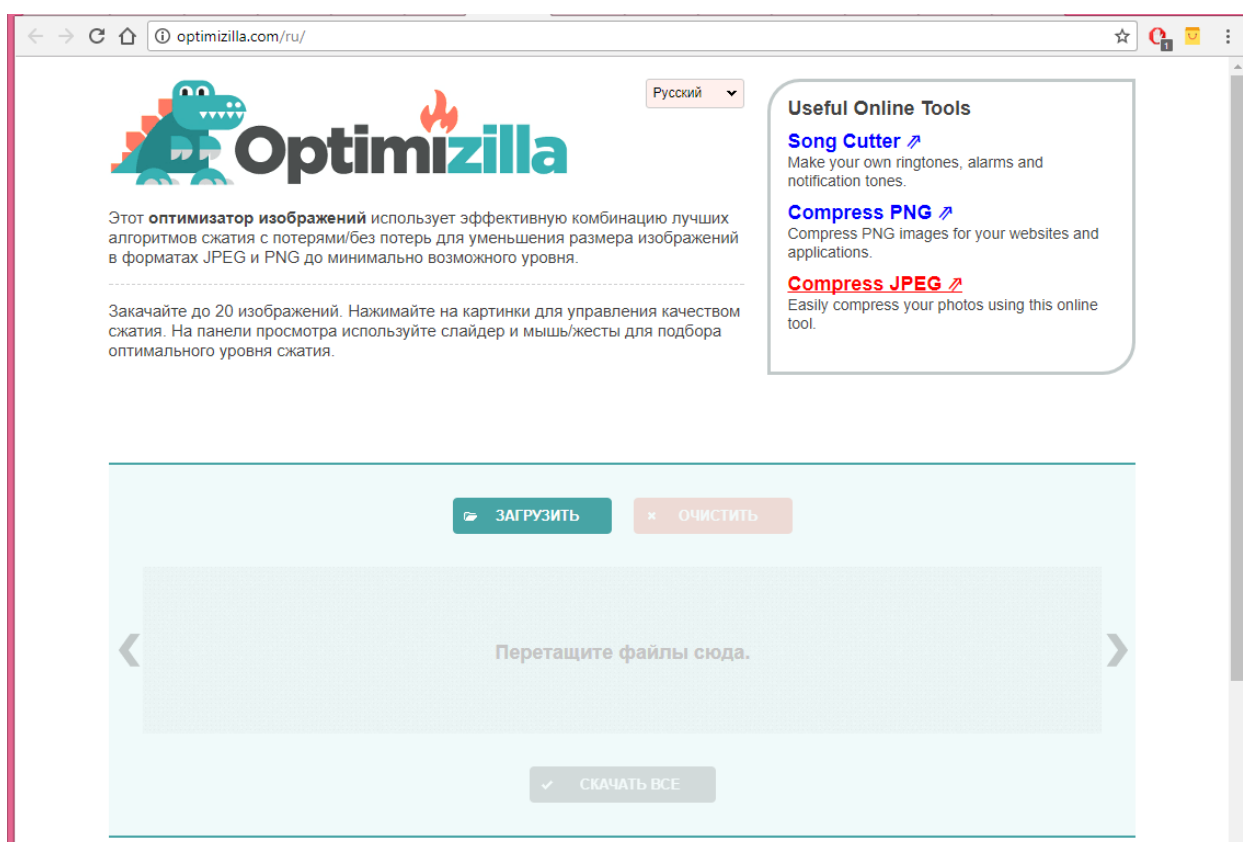 optimizilla.com/ru/
1
Optimizilla
Русский
Этот оптимизатор изображений использует эффективную комбинацию лучших
алгоритмов сжатия с потерями/без потерь для уменьшения размера изображений
в форматах JPEG и PNG до минимально возможного уровня.
Закачайте до 20 изображений. Нажимайте на картинки для управления качеством
сжатия. На панели просмотра используйте слайдер и мышь/жесты для подбора
оптимального уровня сжатия.
Useful Online Tools
Song Cutter ⇗
Make your own ringtones, alarms and
notification tones.
Compress PNG ⇗
Compress PNG images for your websites and
applications.
Compress JPEG ⇗
Easily compress your photos using this online
tool.
ЗАГРУЗИТЬ
ОЧИСТИТЬ
Перетащите файлы сюда.
СКАЧАТЬ ВСЕ